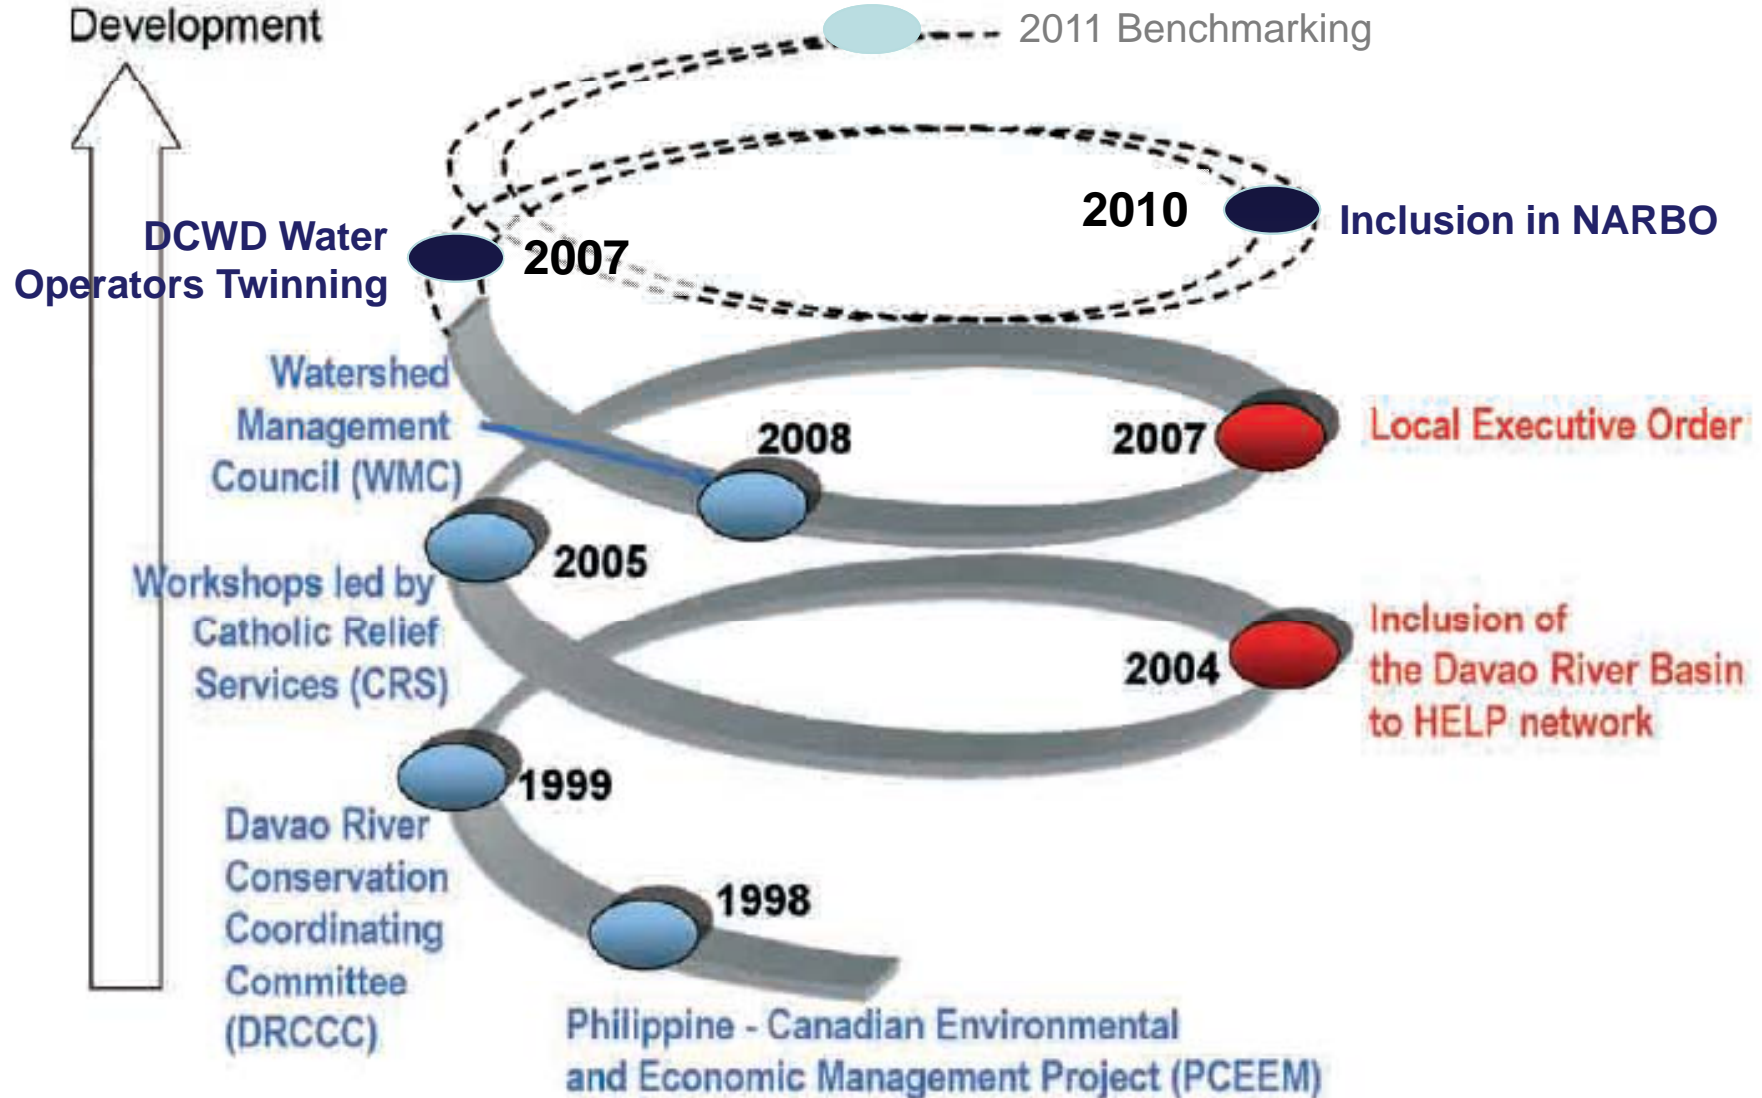 Development
2011 Benchmarking
2010
Inclusion in NARBO
DCWD Water
Operators Twinning
2007
Watershed
Management
Council (WMC)
2008
2007
Local Executive Order
2005
Workshops led by
Catholic Relief
Services (CRS)
2004
Inclusion of
the Davao River Basin
to HELP network
1999
Davao River
Conservation
Coordinating
Committee
(DRCCC)
1998
Philippine - Canadian Environmental
and Economic Management Project (PCEEM)